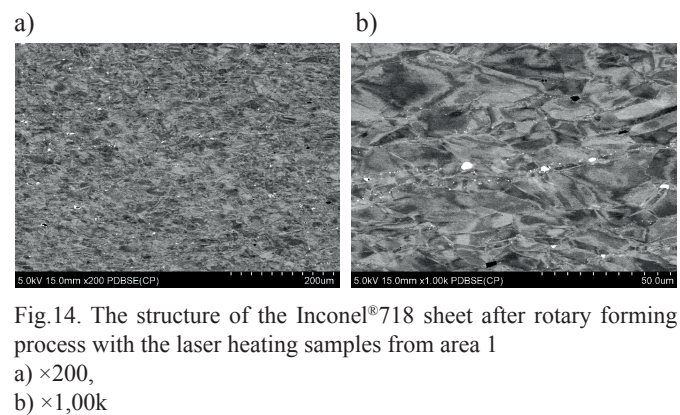 a)
b)
5.0kV 15.0mm x200 PDBSE(CP)
200um
5.0kV 15.0mm x1.00k PDBSE(CP)
50.0um
Fig.14. The structure of the Inconel®718 sheet after rotary forming
process with the laser heating samples from area 1
a) ×200,
b) ×1,00k